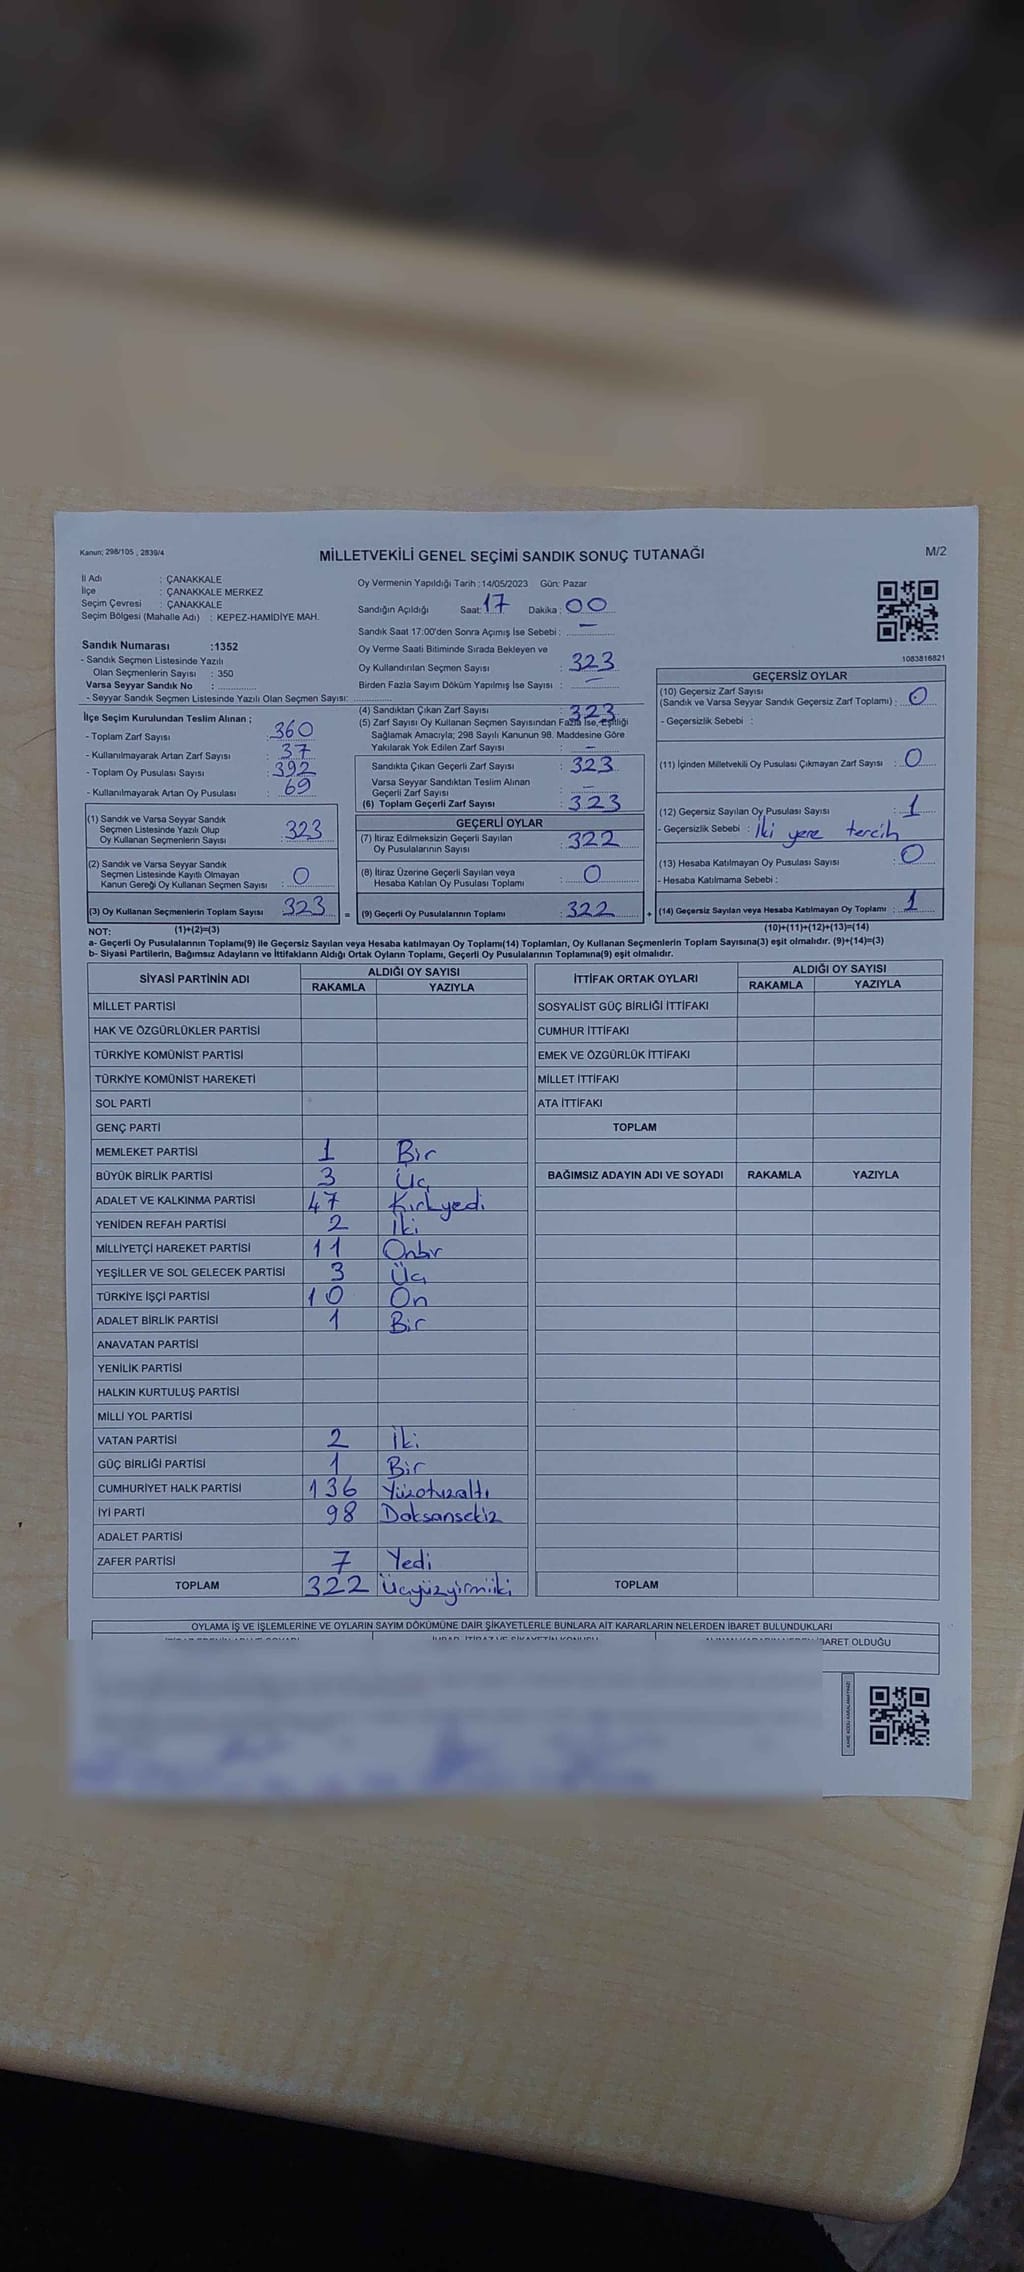 Kanun; 298/105 , 2839/4
MİLLETVEKİLİ GENEL SEÇİMİ SANDIK SONUÇ TUTANAĞI
M/2
İl Adı : ÇANAKKALE
İlçe : ÇANAKKALE MERKEZ
Seçim Çevresi : ÇANAKKALE
Seçim Bölgesi (Mahalle Adı) : KEPEZ-HAMİDİYE MAH.
Sandık Numarası :1352
- Sandık Seçmen Listesinde Yazılı
Olan Seçmenlerin Sayısı : 350
Varsa Seyyar Sandık No : ..............
- Seyyar Sandık Seçmen Listesinde Yazılı Olan Seçmen Sayısı: ..............
Oy Vermenin Yapıldığı Tarih :14/05/2023 Gün: Pazar
Sandığın Açıldığı Saat: 17 Dakika : 00
Sandık Saat 17:00'den Sonra Açımış İse Sebebi : —
Oy Verme Saati Bitiminde Sırada Bekleyen ve
Oy Kullandırılan Seçmen Sayısı : 323
Birden Fazla Sayım Döküm Yapılmış İse Sayısı : —
1083816821
İlçe Seçim Kurulundan Teslim Alınan ;
- Toplam Zarf Sayısı : 360
- Kullanılmayarak Artan Zarf Sayısı : 37
- Toplam Oy Pusulası Sayısı : 392
- Kullanılmayarak Artan Oy Pusulası : 69
(1) Sandık ve Varsa Seyyar Sandık
Seçmen Listesinde Yazılı Olup
Oy Kullanan Seçmenlerin Sayısı : 323
(2) Sandık ve Varsa Seyyar Sandık
Seçmen Listesinde Kayıtlı Olmayan
Kanun Gereği Oy Kullanan Seçmen Sayısı : 0
(3) Oy Kullanan Seçmenlerin Toplam Sayısı 323 =
(4) Sandıktan Çıkan Zarf Sayısı : 323
(5) Zarf Sayısı Oy Kullanan Seçmen Sayısından Fazla İse, Eşitliği
Sağlamak Amacıyla; 298 Sayılı Kanunun 98. Maddesine Göre
Yakılarak Yok Edilen Zarf Sayısı : —
Sandıkta Çıkan Geçerli Zarf Sayısı : 323
Varsa Seyyar Sandıktan Teslim Alınan
Geçerli Zarf Sayısı : —
(6) Toplam Geçerli Zarf Sayısı : 323
GEÇERLİ OYLAR
(7) İtiraz Edilmeksizin Geçerli Sayılan
Oy Pusulalarının Sayısı : 322
(8) İtiraz Üzerine Geçerli Sayılan veya
Hesaba Katılan Oy Pusulası Toplamı : 0
(9) Geçerli Oy Pusulalarının Toplamı : 322 +
GEÇERSİZ OYLAR
(10) Geçersiz Zarf Sayısı
(Sandık ve Varsa Seyyar Sandık Geçersiz Zarf Toplamı) : 0
- Geçersizlik Sebebi :
(11) İçinden Milletvekili Oy Pusulası Çıkmayan Zarf Sayısı : 0
(12) Geçersiz Sayılan Oy Pusulası Sayısı : 1
- Geçersizlik Sebebi : İki yere tercih
(13) Hesaba Katılmayan Oy Pusulası Sayısı : 0
- Hesaba Katılmama Sebebi :
(14) Geçersiz Sayılan veya Hesaba Katılmayan Oy Toplamı : 1
NOT: (1)+(2)=(3) (10)+(11)+(12)+(13)=(14)
a- Geçerli Oy Pusulalarının Toplamı(9) ile Geçersiz Sayılan veya Hesaba katılmayan Oy Toplamı(14) Toplamları, Oy Kullanan Seçmenlerin Toplam Sayısına(3) eşit olmalıdır. (9)+(14)=(3)
b- Siyasi Partilerin, Bağımsız Adayların ve İttifakların Aldığı Ortak Oyların Toplamı, Geçerli Oy Pusulalarının Toplamına(9) eşit olmalıdır.
SİYASİ PARTİNİN ADI ALDIĞI OY SAYISI
RAKAMLA YAZIYLA
MİLLET PARTİSİ
HAK VE ÖZGÜRLÜKLER PARTİSİ
TÜRKİYE KOMÜNİST PARTİSİ
TÜRKİYE KOMÜNİST HAREKETİ
SOL PARTİ
GENÇ PARTİ
MEMLEKET PARTİSİ 1 Bir
BÜYÜK BİRLİK PARTİSİ 3 Üç
ADALET VE KALKINMA PARTİSİ 47 Kırkyedi
YENİDEN REFAH PARTİSİ 2 İki
MİLLİYETÇİ HAREKET PARTİSİ 11 Onbir
YEŞİLLER VE SOL GELECEK PARTİSİ 3 Üç
TÜRKİYE İŞÇİ PARTİSİ 10 On
ADALET BİRLİK PARTİSİ 1 Bir
ANAVATAN PARTİSİ
YENİLİK PARTİSİ
HALKIN KURTULUŞ PARTİSİ
MİLLİ YOL PARTİSİ
VATAN PARTİSİ 2 İki
GÜÇ BİRLİĞİ PARTİSİ 1 Bir
CUMHURİYET HALK PARTİSİ 136 Yüzotuzaltı
İYİ PARTİ 98 Doksansekiz
ADALET PARTİSİ
ZAFER PARTİSİ 7 Yedi
TOPLAM 322 Üçyüzyirmiiki
İTTİFAK ORTAK OYLARI ALDIĞI OY SAYISI
RAKAMLA YAZIYLA
SOSYALİST GÜÇ BİRLİĞİ İTTİFAKI
CUMHUR İTTİFAKI
EMEK VE ÖZGÜRLÜK İTTİFAKI
MİLLET İTTİFAKI
ATA İTTİFAKI
TOPLAM
BAĞIMSIZ ADAYIN ADI VE SOYADI RAKAMLA YAZIYLA
TOPLAM
OYLAMA İŞ VE İŞLEMLERİNE VE OYLARIN SAYIM DÖKÜMÜNE DAİR ŞİKAYETLERLE BUNLARA AİT KARARLARIN NELERDEN İBARET BULUNDUKLARI
İBARET OLDUĞU